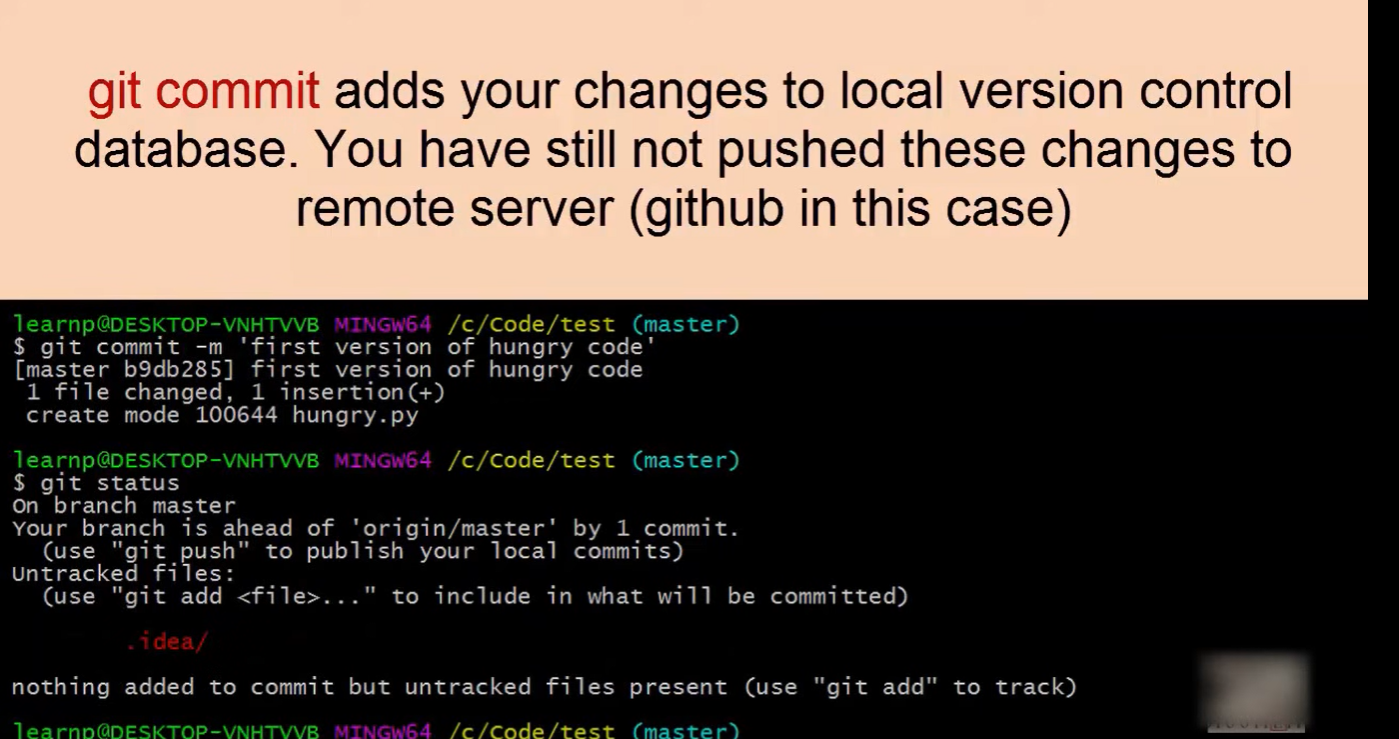 git commit adds your changes to local version control
database. You have still not pushed these changes to
remote server (github in this case)
learnp@DESKTOP-VNHTVVB MINGW64 /c/Code/test (master)
$ git commit -m 'first version of hungry code'
[master b9db285] first version of hungry code
1 file changed, 1 insertion(+)
create mode 100644 hungry.py
learnp@DESKTOP-VNHTVVB MINGW64 /c/Code/test (master)
$ git status
On branch master
Your branch is ahead of 'origin/master' by 1 commit.
(use "git push" to publish your local commits)
Untracked files:
(use "git add <file>..." to include in what will be committed)
.idea/
nothing added to commit but untracked files present (use "git add" to track)
learnp@DESKTOP-VNHTVVB MINGW64 /c/Code/test (master)